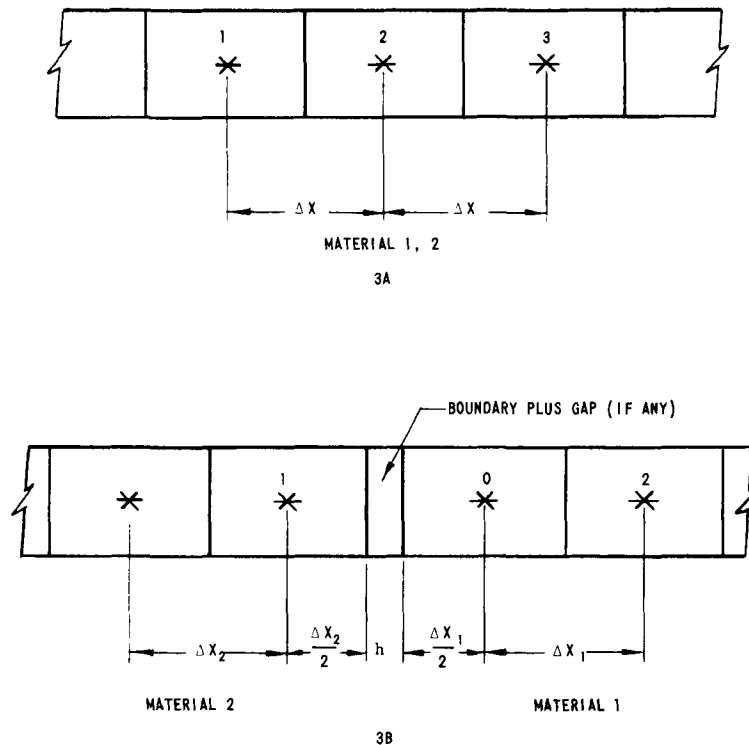 1 2 3
ΔX ΔX
MATERIAL 1, 2
3A
BOUNDARY PLUS GAP (IF ANY)
1 0 2
ΔX₂ ΔX₂/2 h ΔX₁/2 ΔX₁
MATERIAL 2 MATERIAL 1
3B